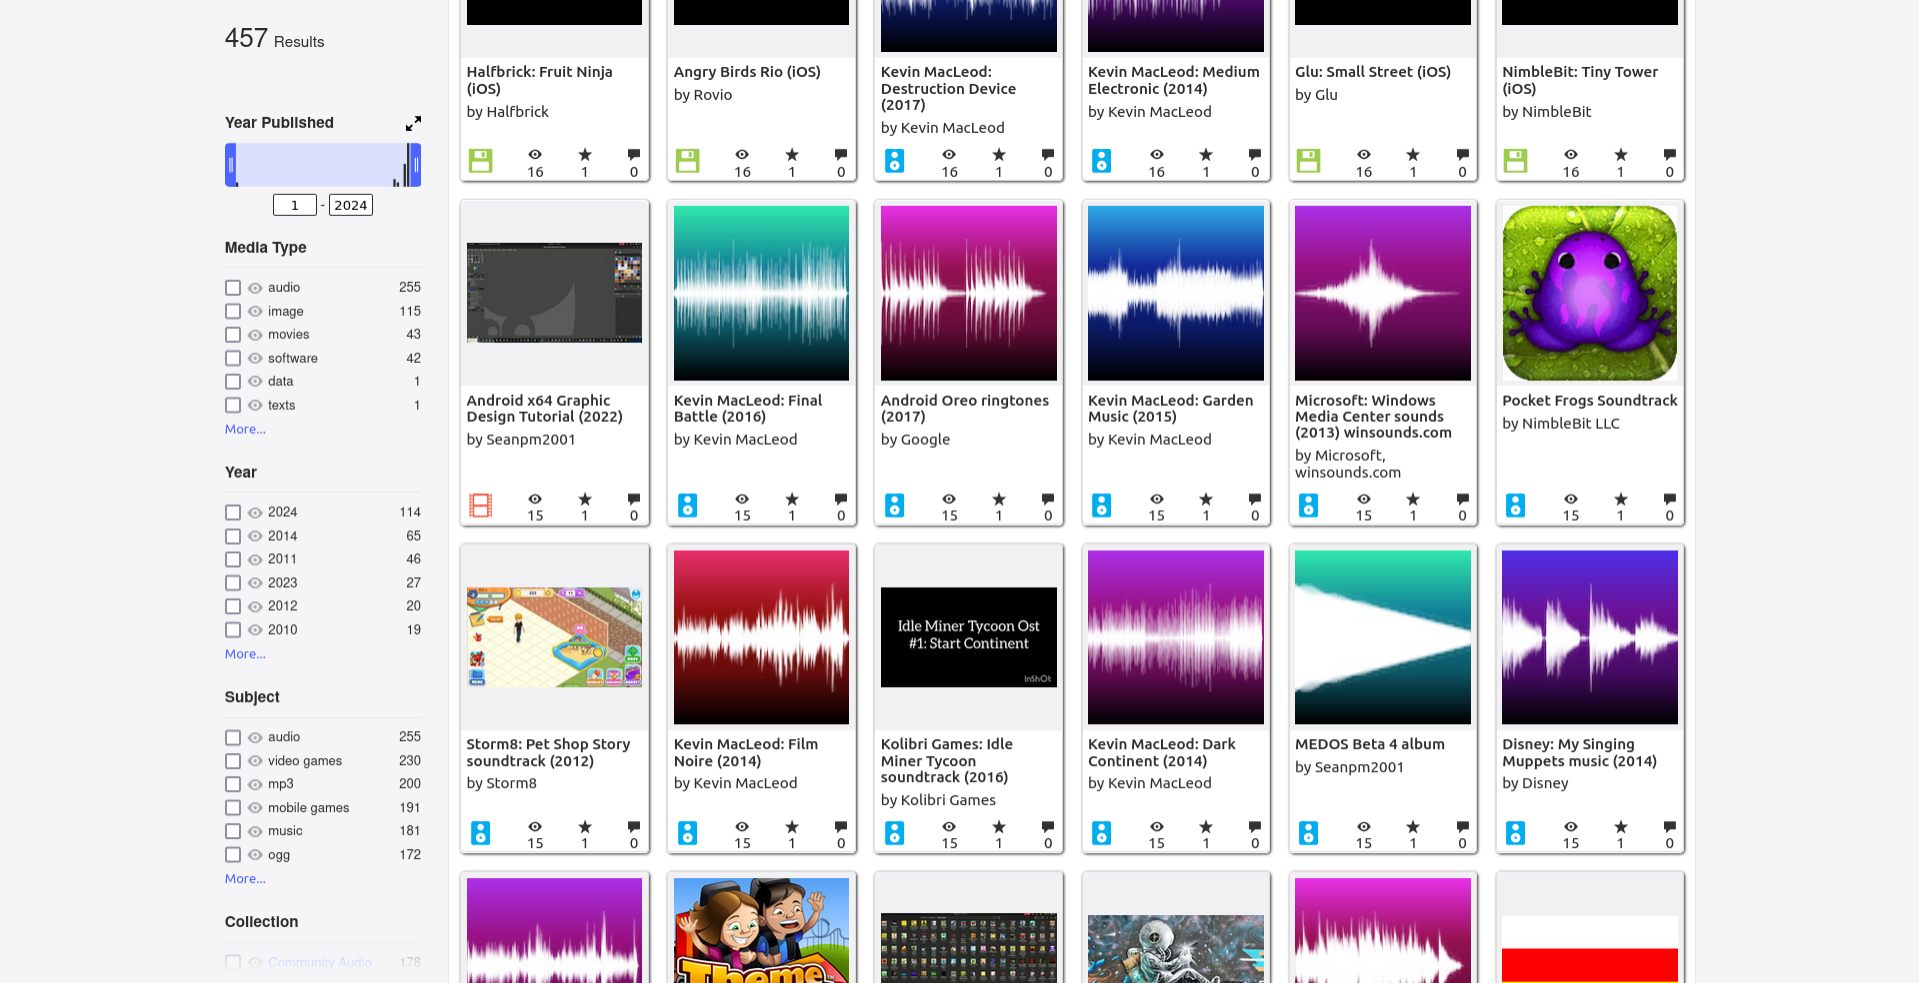 457 Results
Year Published
1 - 2024
Media Type
audio 255
image 115
movies 43
software 42
data 1
texts 1
More...
Year
2024 114
2014 65
2011 46
2023 27
2012 20
2010 19
More...
Subject
audio 255
video games 230
mp3 200
mobile games 191
music 181
ogg 172
More...
Collection
Community Audio 178
Halfbrick: Fruit Ninja
(iOS)
by Halfbrick
16 1 0
Angry Birds Rio (iOS)
by Rovio
16 1 0
Kevin MacLeod:
Destruction Device
(2017)
by Kevin MacLeod
16 1 0
Kevin MacLeod: Medium
Electronic (2014)
by Kevin MacLeod
16 1 0
Glu: Small Street (iOS)
by Glu
16 1 0
NimbleBit: Tiny Tower
(iOS)
by NimbleBit
16 1 0
Android x64 Graphic
Design Tutorial (2022)
by Seanpm2001
15 1 0
Kevin MacLeod: Final
Battle (2016)
by Kevin MacLeod
15 1 0
Android Oreo ringtones
(2017)
by Google
15 1 0
Kevin MacLeod: Garden
Music (2015)
by Kevin MacLeod
15 1 0
Microsoft: Windows
Media Center sounds
(2013) winsounds.com
by Microsoft,
winsounds.com
15 1 0
Pocket Frogs Soundtrack
by NimbleBit LLC
15 1 0
Storm8: Pet Shop Story
soundtrack (2012)
by Storm8
15 1 0
Kevin MacLeod: Film
Noire (2014)
by Kevin MacLeod
15 1 0
Idle Miner Tycoon Ost
#1: Start Continent
InShOt
Kolibri Games: Idle
Miner Tycoon
soundtrack (2016)
by Kolibri Games
15 1 0
Kevin MacLeod: Dark
Continent (2014)
by Kevin MacLeod
15 1 0
MEDOS Beta 4 album
by Seanpm2001
15 1 0
Disney: My Singing
Muppets music (2014)
by Disney
15 1 0
Theme